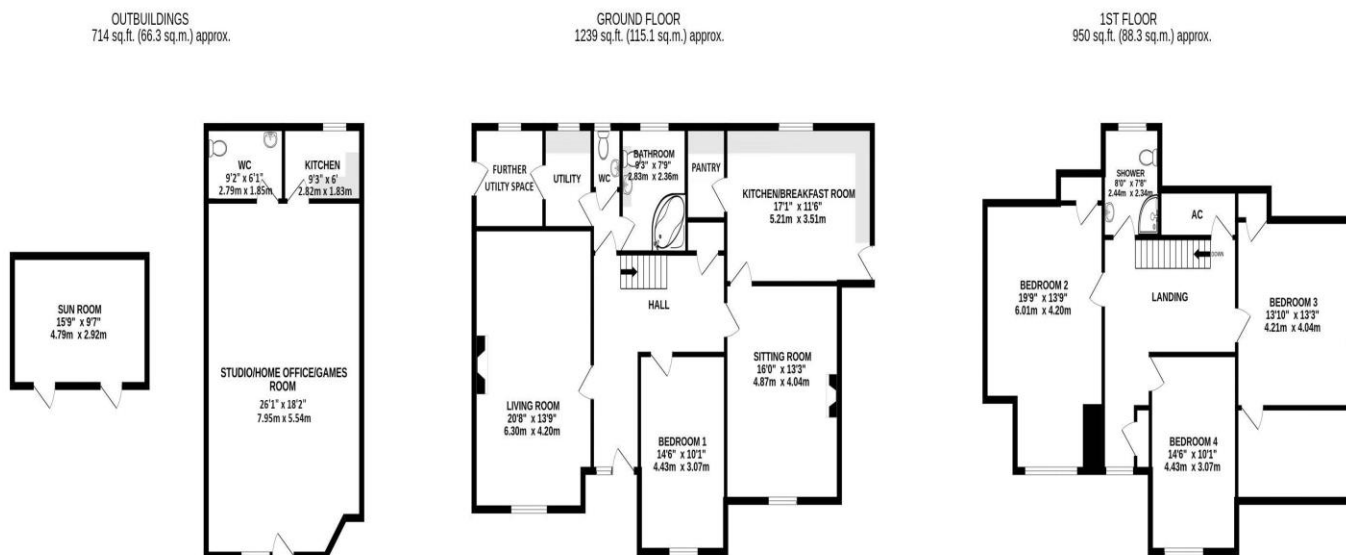 OUTBUILDINGS
714 sq.ft. (66.3 sq.m.) approx.
WC
9'2" x 6'1"
2.79m x 1.85m
KITCHEN
9'3" x 6'
2.82m x 1.83m
SUN ROOM
15'9" x 9'7"
4.79m x 2.92m
STUDIO/HOME OFFICE/GAMES
ROOM
26'1" x 18'2"
7.95m x 5.54m
GROUND FLOOR
1239 sq.ft. (115.1 sq.m.) approx.
FURTHER
UTILTY SPACE
UTILITY
WC
BATHROOM
9'3" x 7'9"
2.83m x 2.36m
PANTRY
KITCHEN/BREAKFAST ROOM
17'1" x 11'6"
5.21m x 3.51m
HALL
SITTING ROOM
16'0" x 13'3"
4.87m x 4.04m
LIVING ROOM
20'8" x 13'9"
6.30m x 4.20m
BEDROOM 1
14'6" x 10'1"
4.43m x 3.07m
1ST FLOOR
950 sq.ft. (88.3 sq.m.) approx.
SHOWER
8'0" x 7'8"
2.44m x 2.34m
AC
DOWN
BEDROOM 2
19'9" x 13'9"
6.01m x 4.20m
LANDING
BEDROOM 3
13'10" x 13'3"
4.21m x 4.04m
BEDROOM 4
14'6" x 10'1"
4.43m x 3.07m